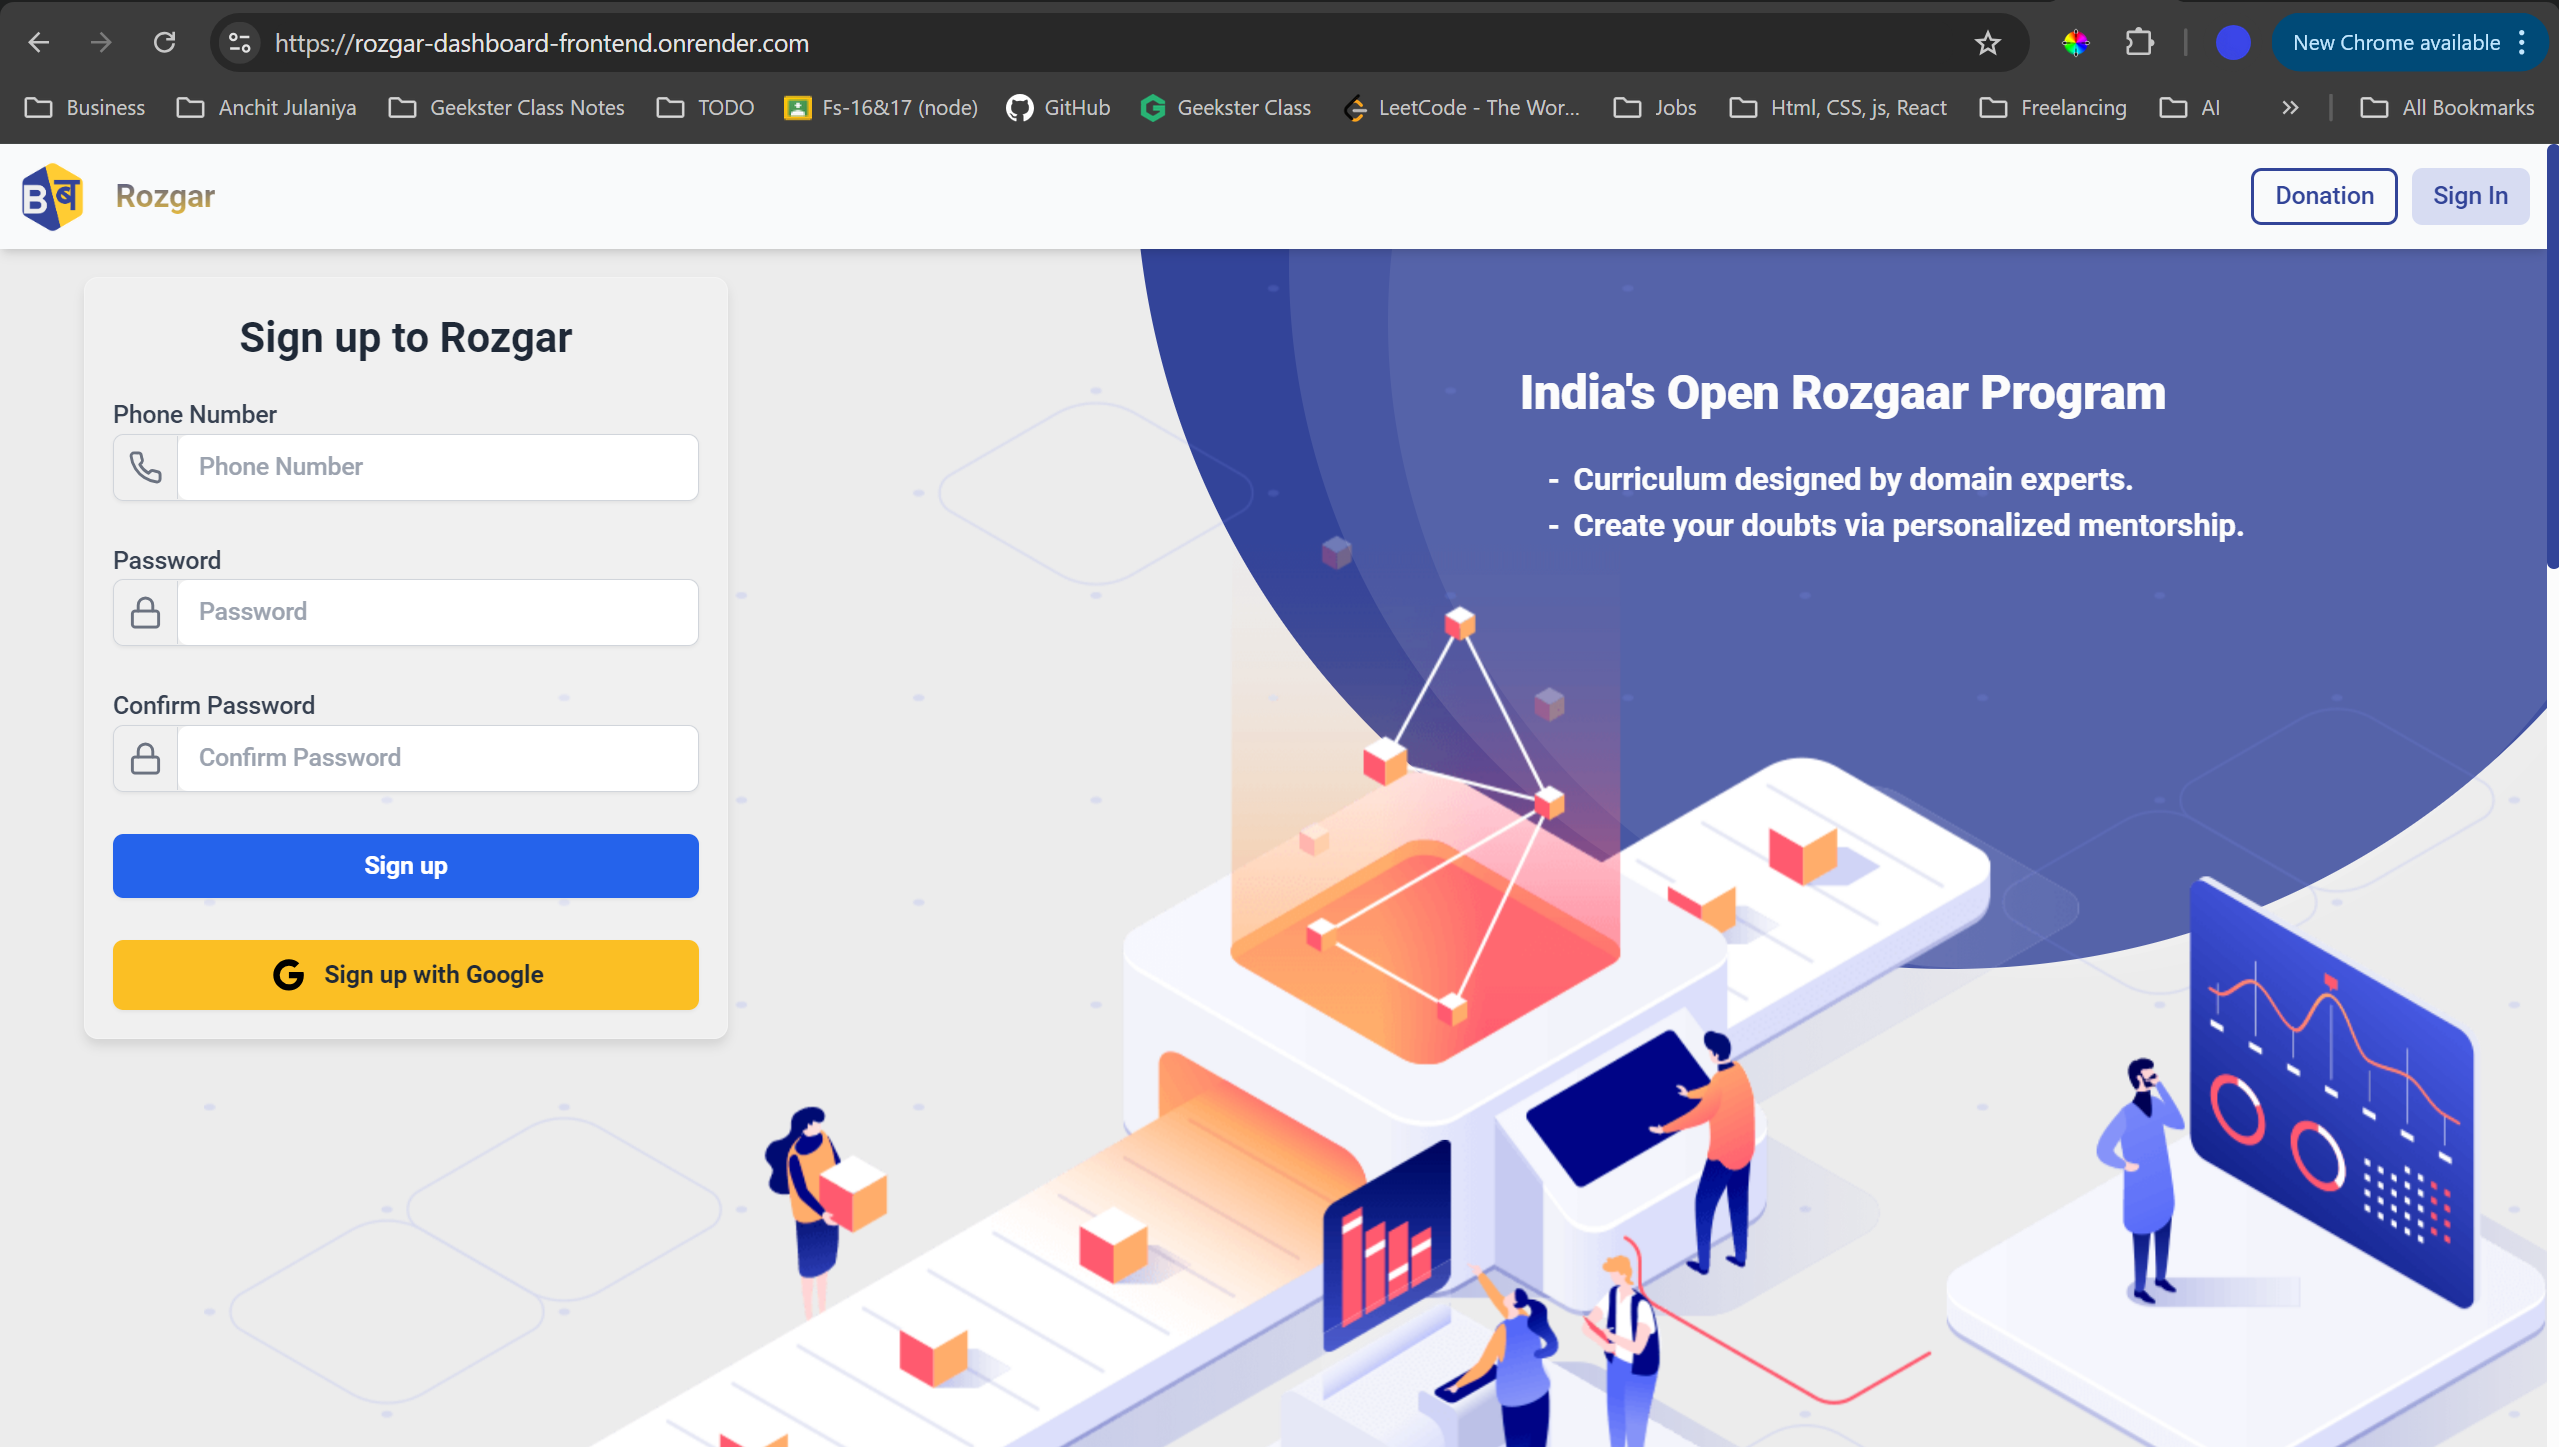 https://rozgar-dashboard-frontend.onrender.com
New Chrome available
Business
Anchit Julaniya
Geekster Class Notes
TODO
Fs-16&17 (node)
GitHub
Geekster Class
LeetCode - The Wor...
Jobs
Html, CSS, js, React
Freelancing
AI
All Bookmarks
Bब
Rozgar
Donation
Sign In
Sign up to Rozgar
Phone Number
Phone Number
Password
Password
Confirm Password
Confirm Password
Sign up
G Sign up with Google
India's Open Rozgaar Program
- Curriculum designed by domain experts.
- Create your doubts via personalized mentorship.